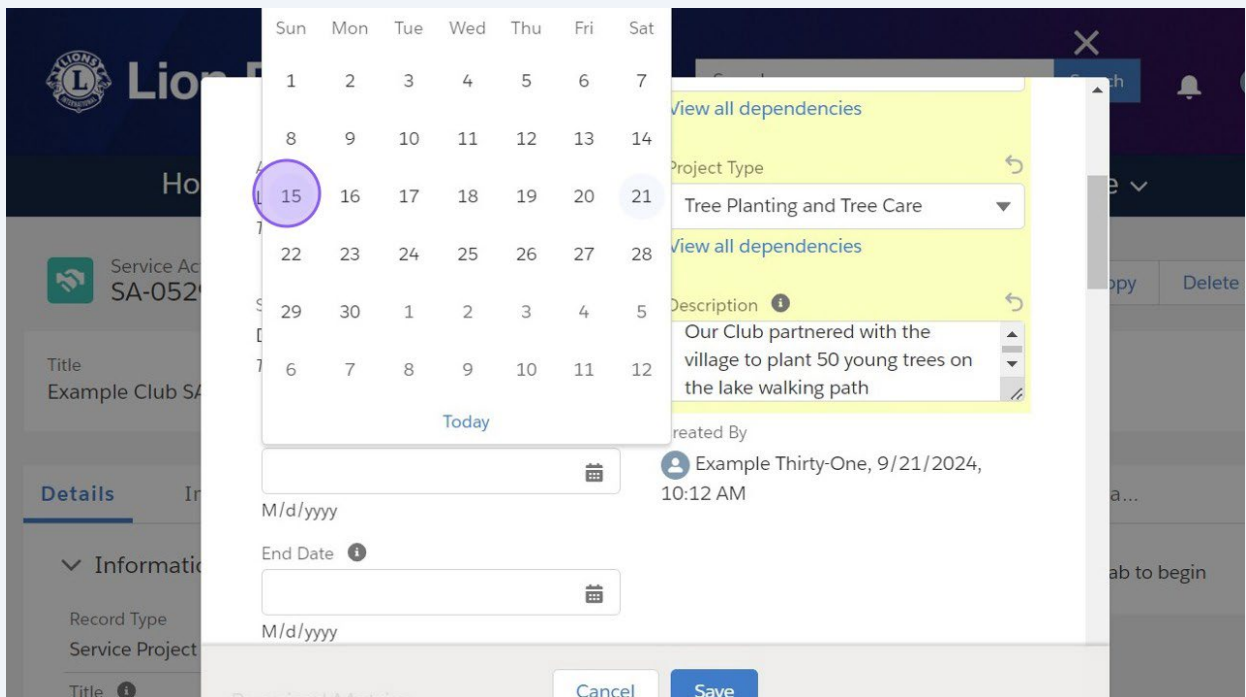 Sun Mon Tue Wed Thu Fri Sat
1 2 3 4 5 6 7
8 9 10 11 12 13 14
15 16 17 18 19 20 21
22 23 24 25 26 27 28
29 30 1 2 3 4 5
6 7 8 9 10 11 12
Today
M/d/yyyy
End Date
M/d/yyyy
View all dependencies
Project Type
Tree Planting and Tree Care
View all dependencies
Description
Our Club partnered with the
village to plant 50 young trees on
the lake walking path
Created By
Example Thirty-One, 9/21/2024,
10:12 AM
Cancel Save
Lion
Ho
Service Ac
SA-052
Delete
Title
Example Club SA
Details
Informatio
ab to begin
Record Type
Service Project
Title